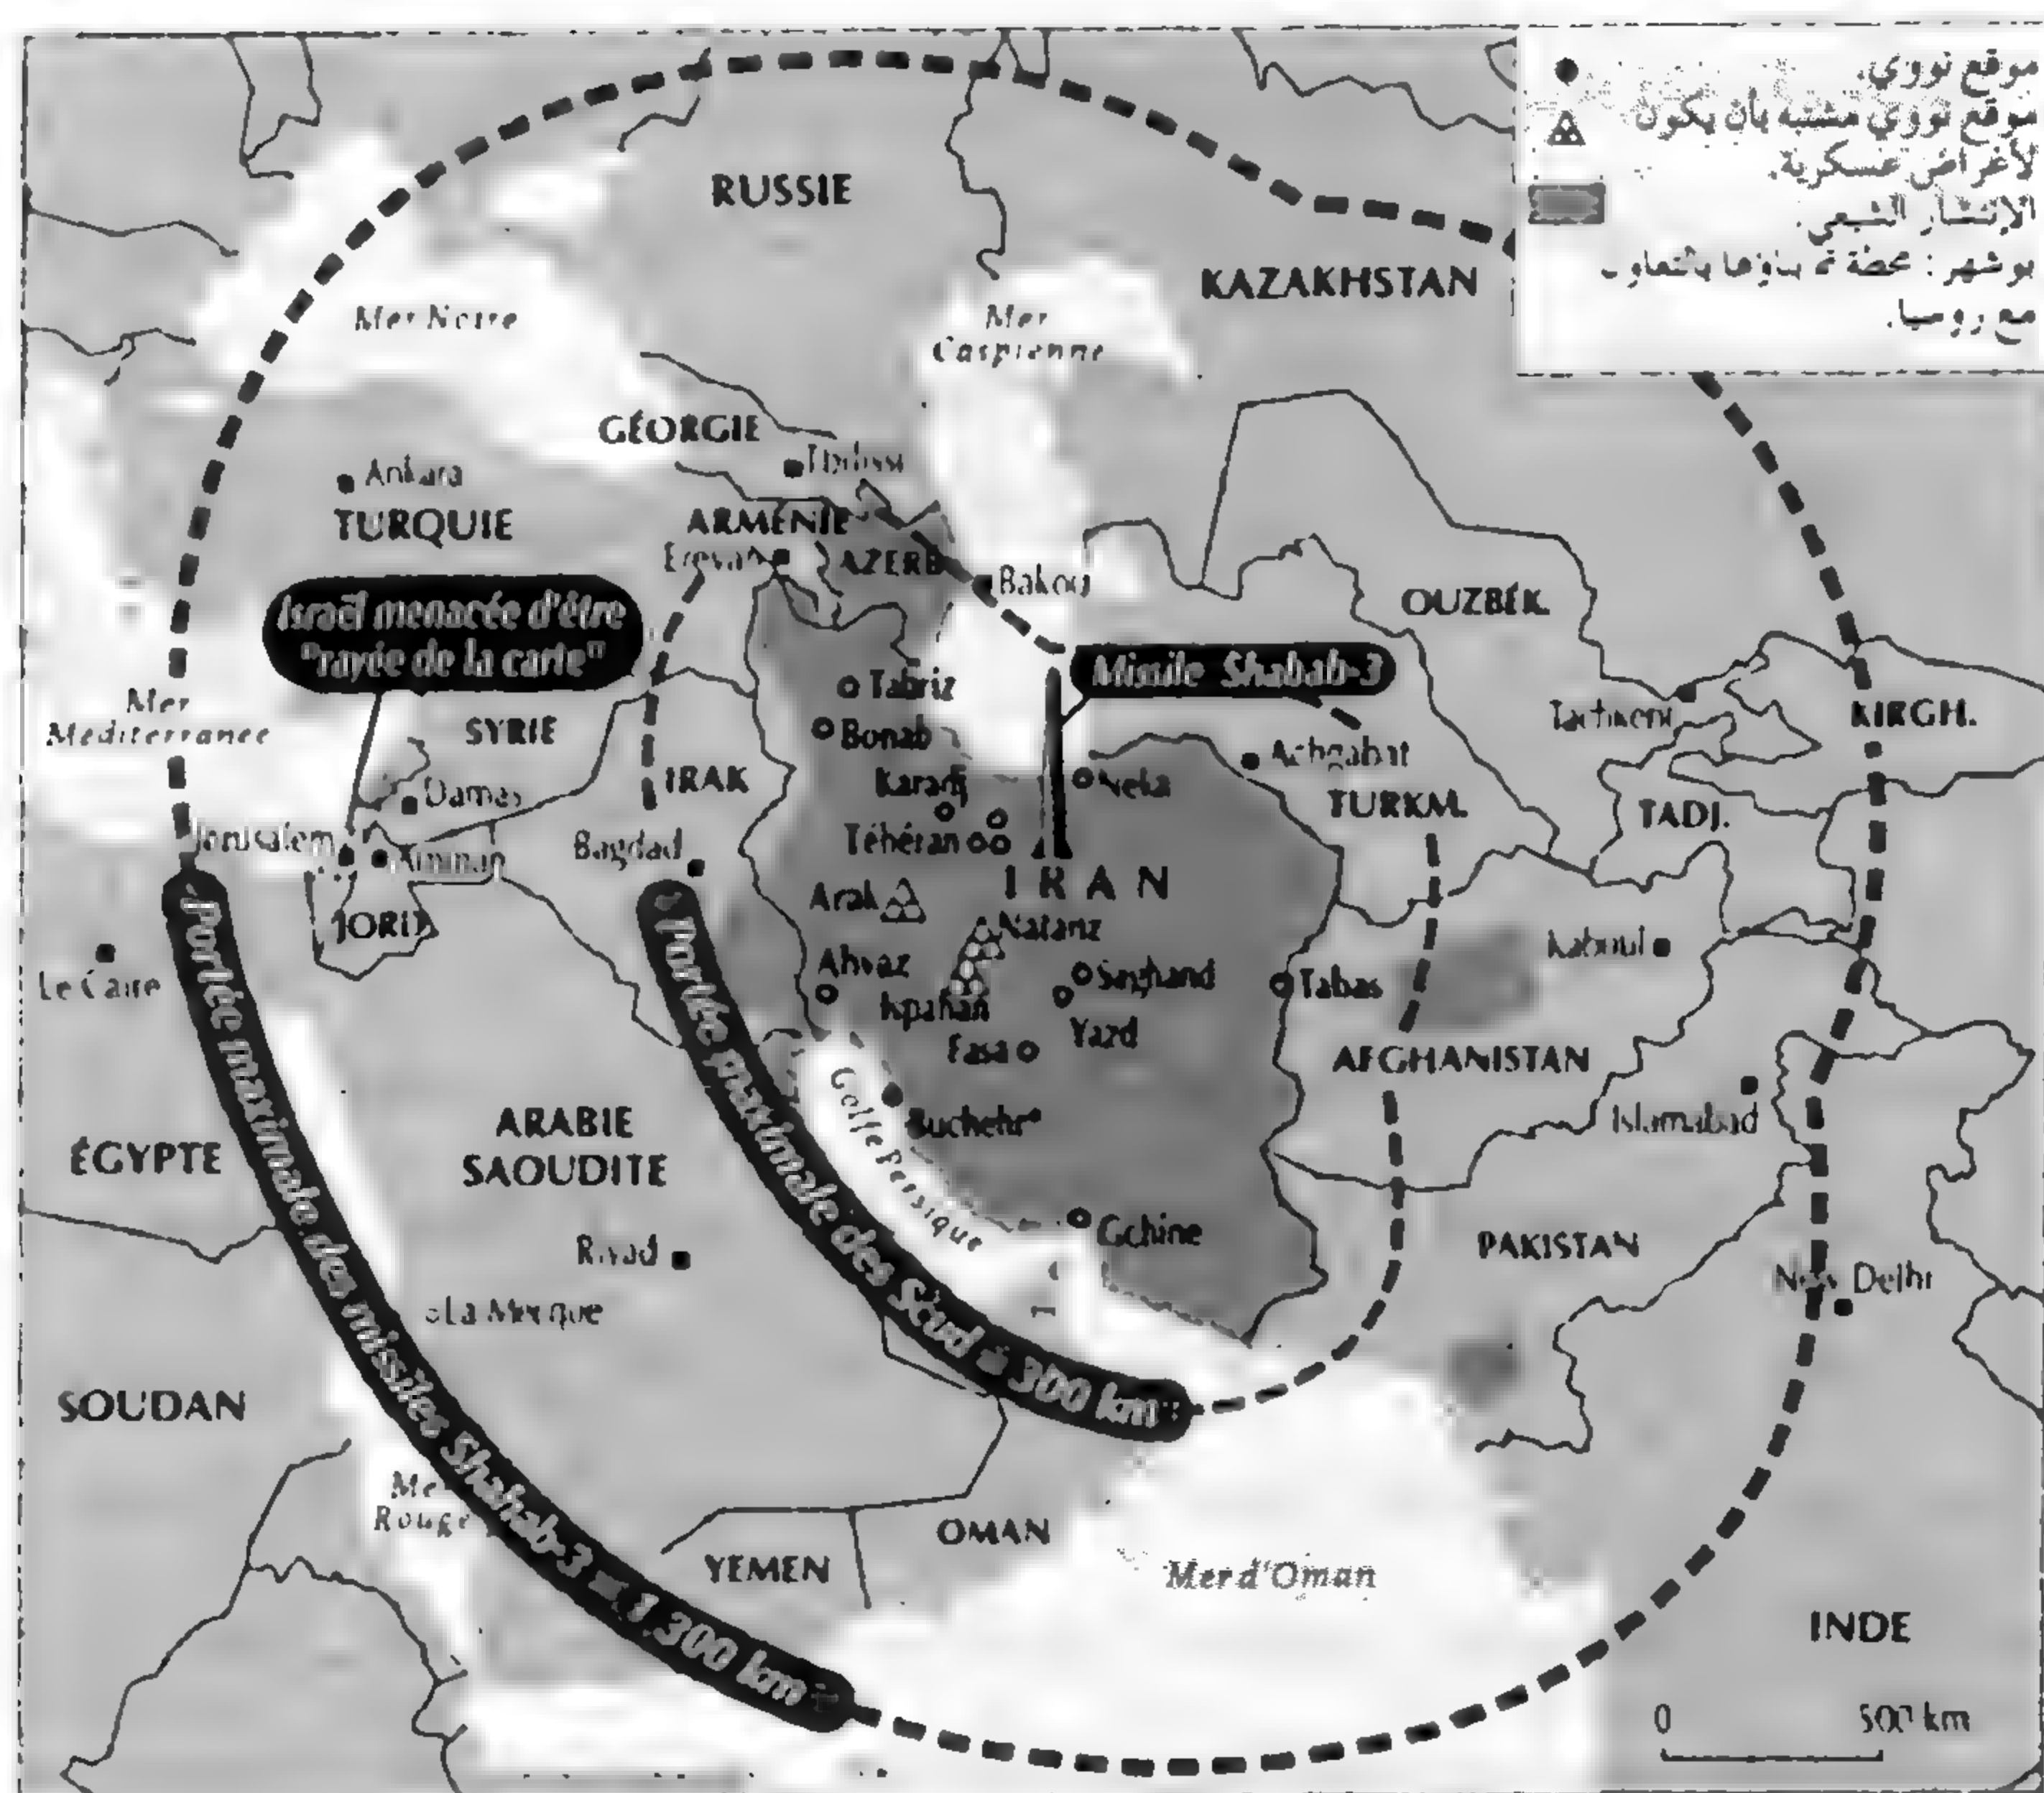 موقع نووي.
موقع نووي مشتبه بأن يكون
لأغراض عسكرية.
الإنتشار الشيعي.
بوشهر : محطة تم بناؤها بالتعاون
مع روسيا.
RUSSIE
KAZAKHSTAN
Mer Noire
Mer
Caspienne
GÉORGIE
Tbilissi
Ankara
TURQUIE
ARMÉNIE
Erevan
AZERB
Bakou
OUZBÉK.
Israël menacée d'être
"rayée de la carte"
Missile Shabab-3
Tabriz
Mer
Méditerranée
SYRIE
Bonab
Tachkent
KIRGH.
IRAK
Karadj
Neka
Achgabat
TURKM.
TADJ.
Damas
Jérusalem
Amman
Bagdad
Téhéran
IRAN
Arak
Natanz
JORD.
Kaboul
Le Caire
Ahvaz
Ispahan
Saghand
Tabas
Yazd
Fasa
AFGHANISTAN
Golfe Persique
Buchehr*
Islamabad
ÉGYPTE
ARABIE
SAOUDITE
Gchine
PAKISTAN
Riyad
New Delhi
La Mecque
Portée maximale des Scud = 300 km
SOUDAN
Portée maximale des missiles Shahab-3 = 1 300 km
Mer
Rouge
OMAN
YEMEN
Mer d'Oman
INDE
0 500 km